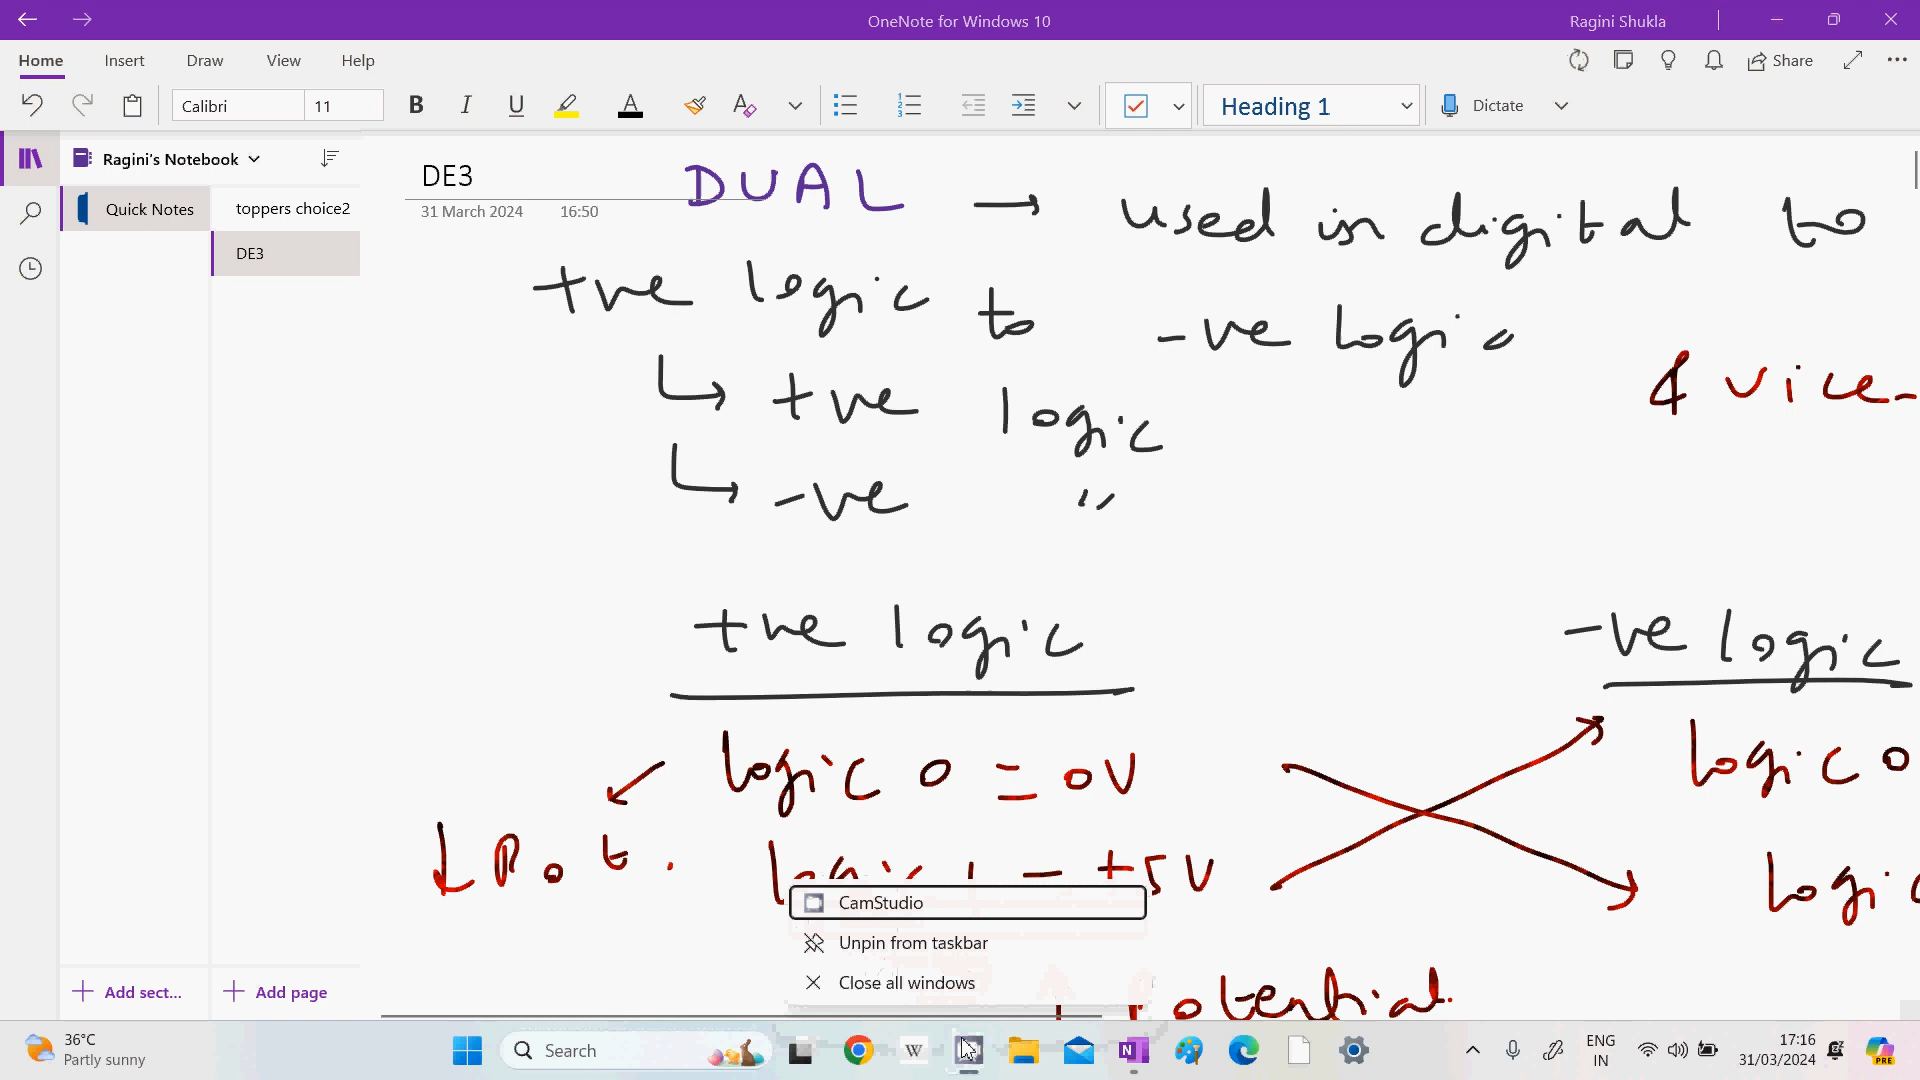 OneNote for Windows 10
Ragini Shukla
Home Insert Draw View Help
Share
Calibri 11 B I U A Heading 1 Dictate
Ragini's Notebook
Quick Notes
toppers choice2
DE3
DE3
31 March 2024 16:50
DUAL → used in digital to
+ve logic to -ve logic
& vice-
↳ +ve logic
↳ -ve "
+ve logic -ve logic
logic 0 = 0V logic 0
↓ Pot. logic 1 = +5V logic
CamStudio
Unpin from taskbar
Close all windows
↑ Potential.
Add sect...
Add page
36°C
Partly sunny
Search
W
N
ENG
IN
17:16
31/03/2024
PRE